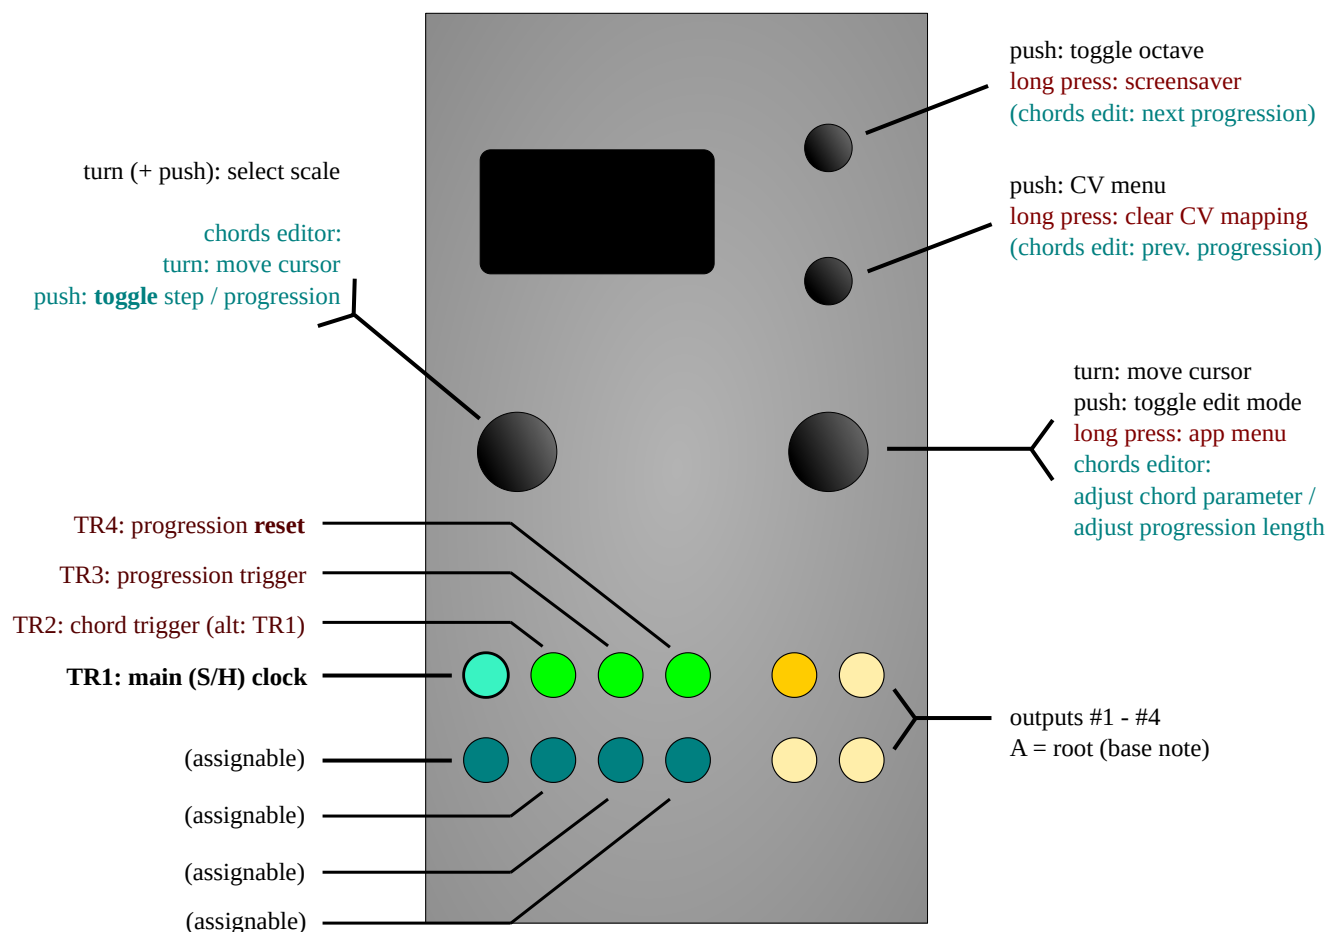 push: toggle octave
long press: screensaver
(chords edit: next progression)
turn (+ push): select scale
push: CV menu
long press: clear CV mapping
(chords edit: prev. progression)
chords editor:
turn: move cursor
push: toggle step / progression
turn: move cursor
push: toggle edit mode
long press: app menu
chords editor:
adjust chord parameter /
adjust progression length
TR4: progression reset
TR3: progression trigger
TR2: chord trigger (alt: TR1)
TR1: main (S/H) clock
outputs #1 - #4
A = root (base note)
(assignable)
(assignable)
(assignable)
(assignable)